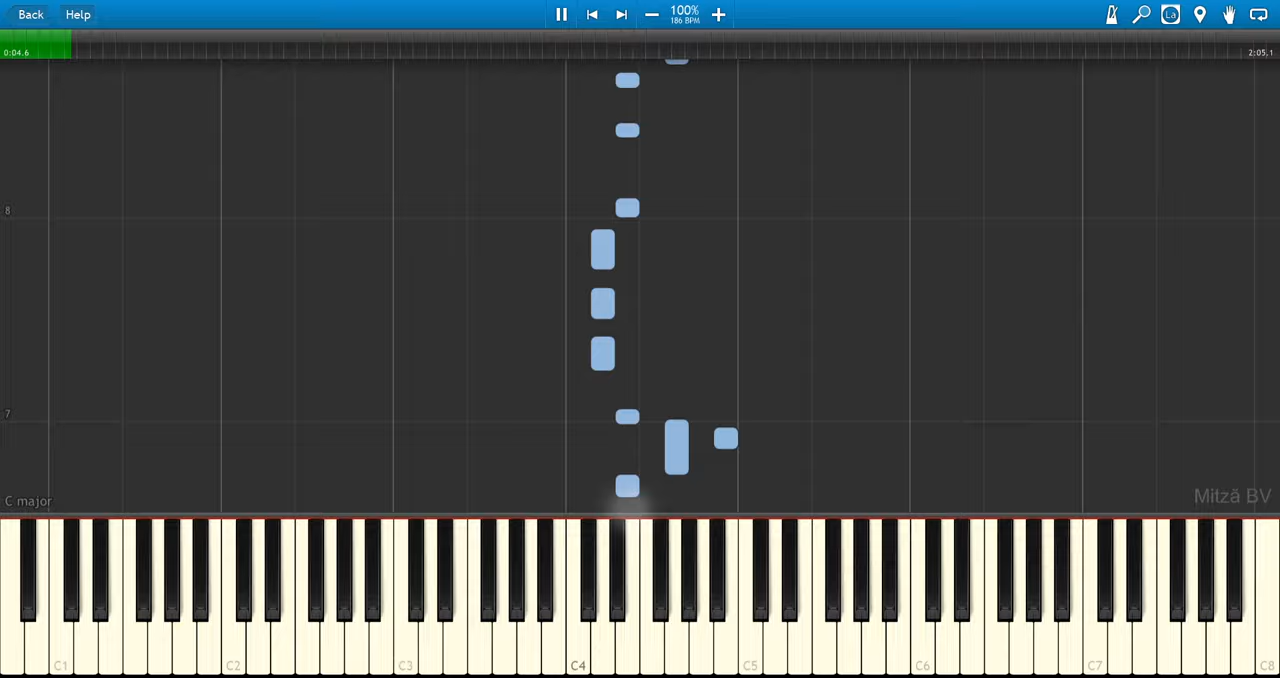 Back Help 100% 186 BPM La
0:04.6 2:05.1
8
7
C major Mitză BV
C1 C2 C3 C4 C5 C6 C7 C8